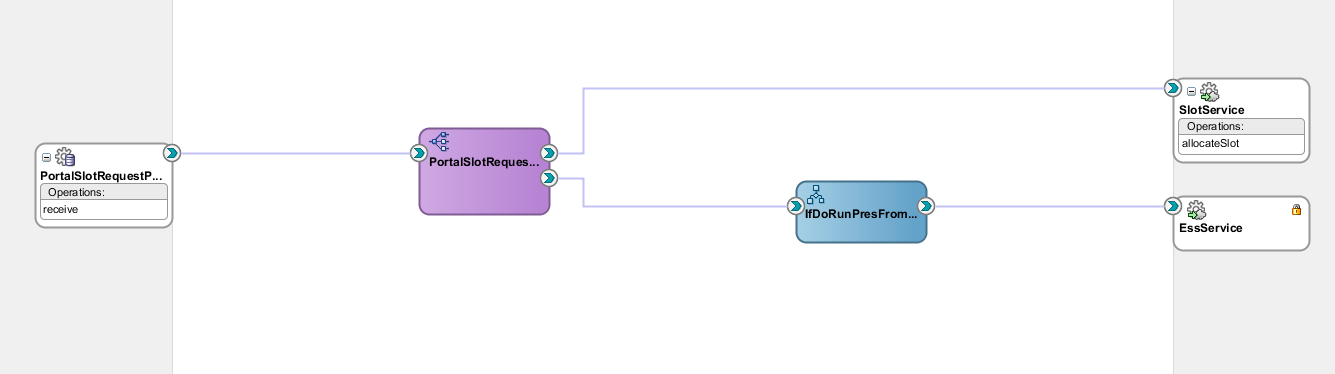 PortalSlotRequestP...
Operations:
receive
PortalSlotReques...
IfDoRunPresFrom...
SlotService
Operations:
allocateSlot
EssService